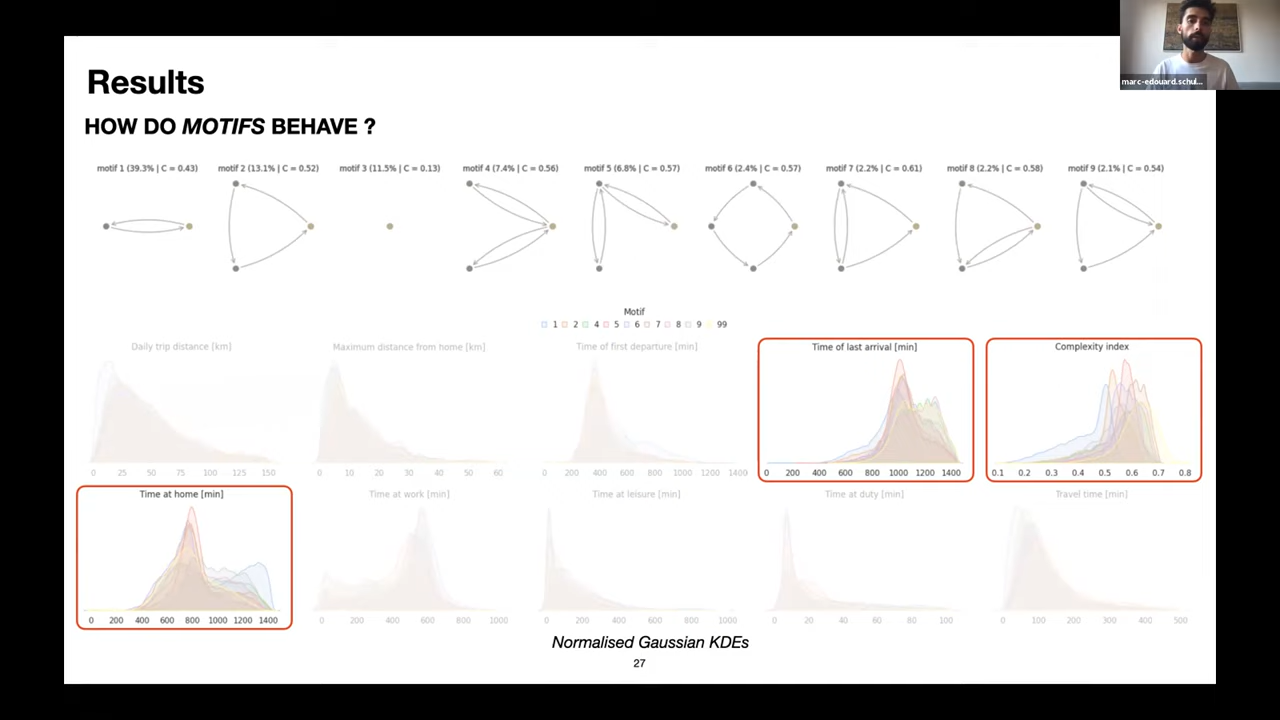 marc-edouard.schul...
Results
HOW DO MOTIFS BEHAVE ?
motif 1 (39.3% | C = 0.43) motif 2 (13.1% | C = 0.52) motif 3 (11.5% | C = 0.13) motif 4 (7.4% | C = 0.56) motif 5 (6.8% | C = 0.57) motif 6 (2.4% | C = 0.57) motif 7 (2.2% | C = 0.61) motif 8 (2.2% | C = 0.58) motif 9 (2.1% | C = 0.54)
Motif
1 2 4 5 6 7 8 9 99
Daily trip distance [km] Maximum distance from home [km] Time of first departure [min] Time of last arrival [min] Complexity index
0 25 50 75 100 125 150 0 10 20 30 40 50 60 0 200 400 600 800 1000 1200 1400 0 200 400 600 800 1000 1200 1400 0.1 0.2 0.3 0.4 0.5 0.6 0.7 0.8
Time at home [min] Time at work [min] Time at leisure [min] Time at duty [min] Travel time [min]
0 200 400 600 800 1000 1200 1400 0 200 400 600 800 1000 0 200 400 600 800 1000 0 20 40 60 80 100 0 100 200 300 400 500
Normalised Gaussian KDEs
27